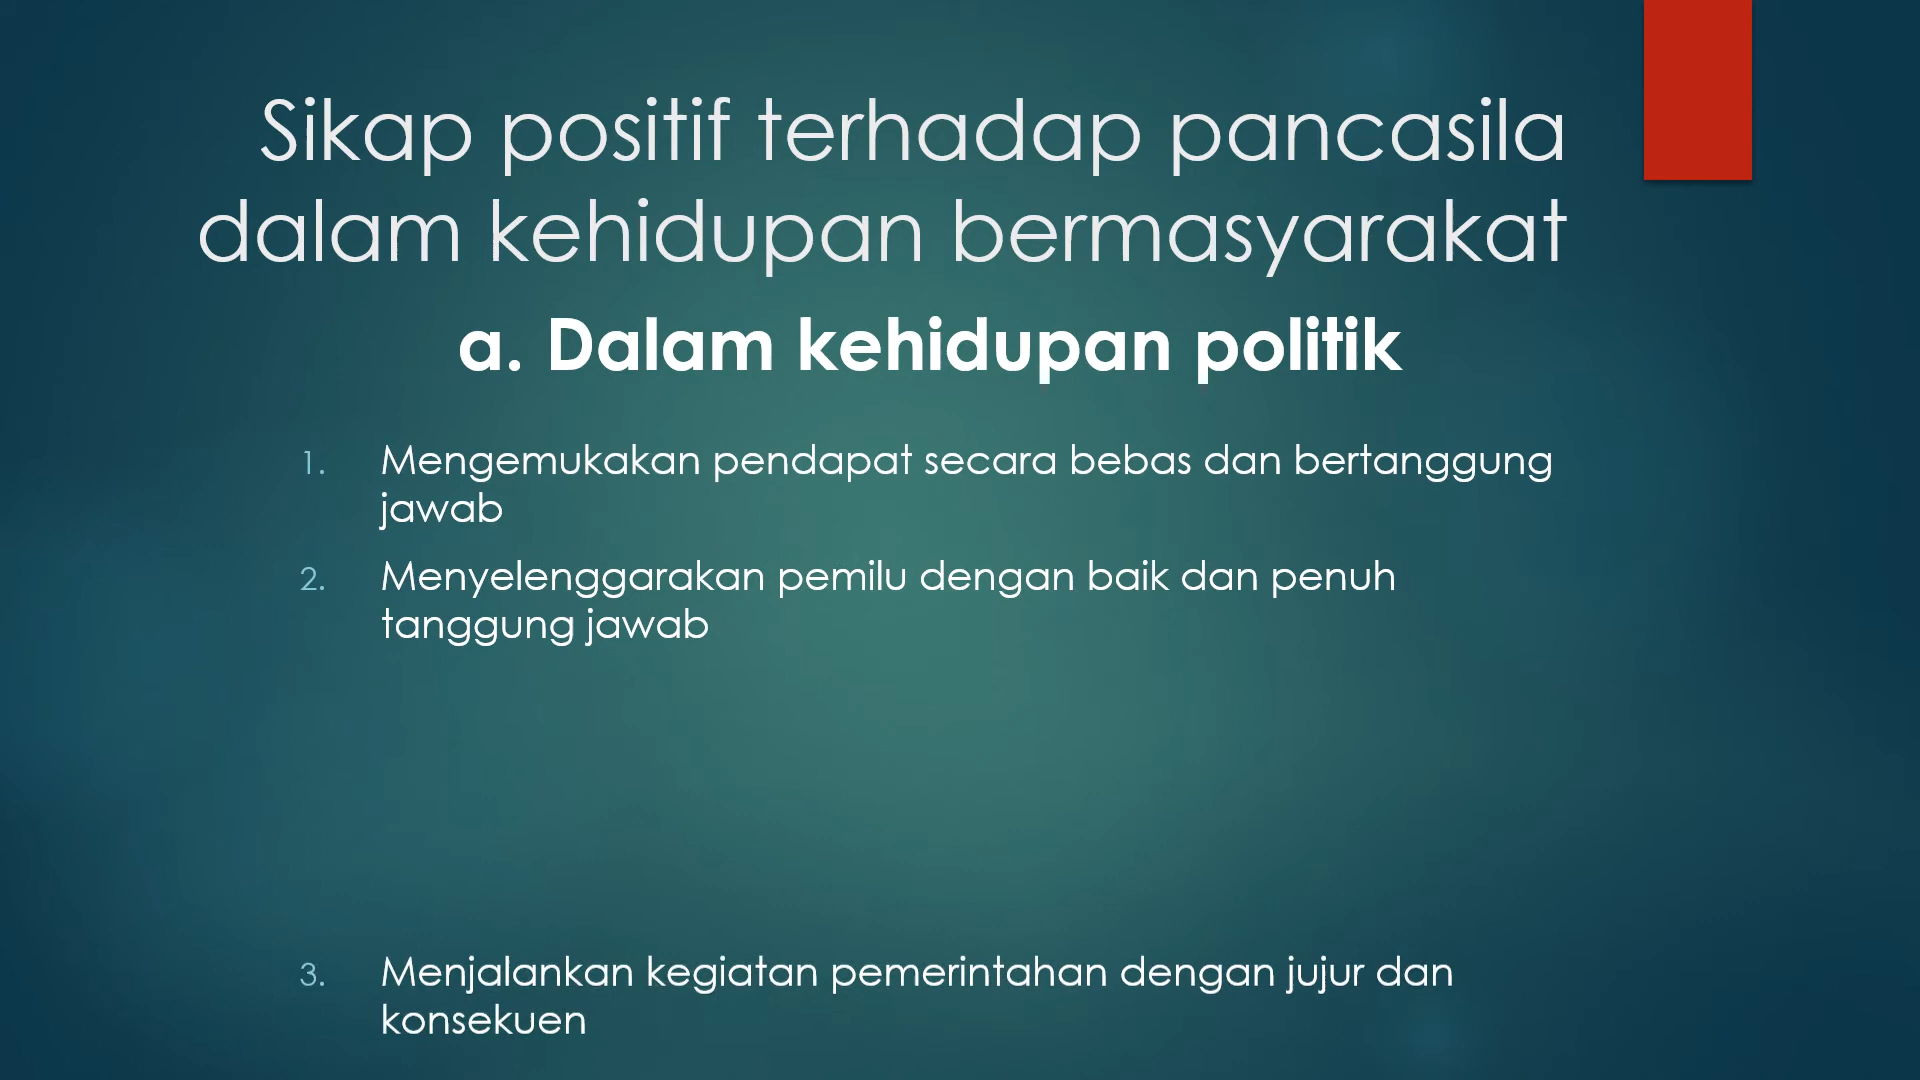 Sikap positif terhadap pancasila
dalam kehidupan bermasyarakat
a. Dalam kehidupan politik
1. Mengemukakan pendapat secara bebas dan bertanggung
jawab
2. Menyelenggarakan pemilu dengan baik dan penuh
tanggung jawab
3. Menjalankan kegiatan pemerintahan dengan jujur dan
konsekuen